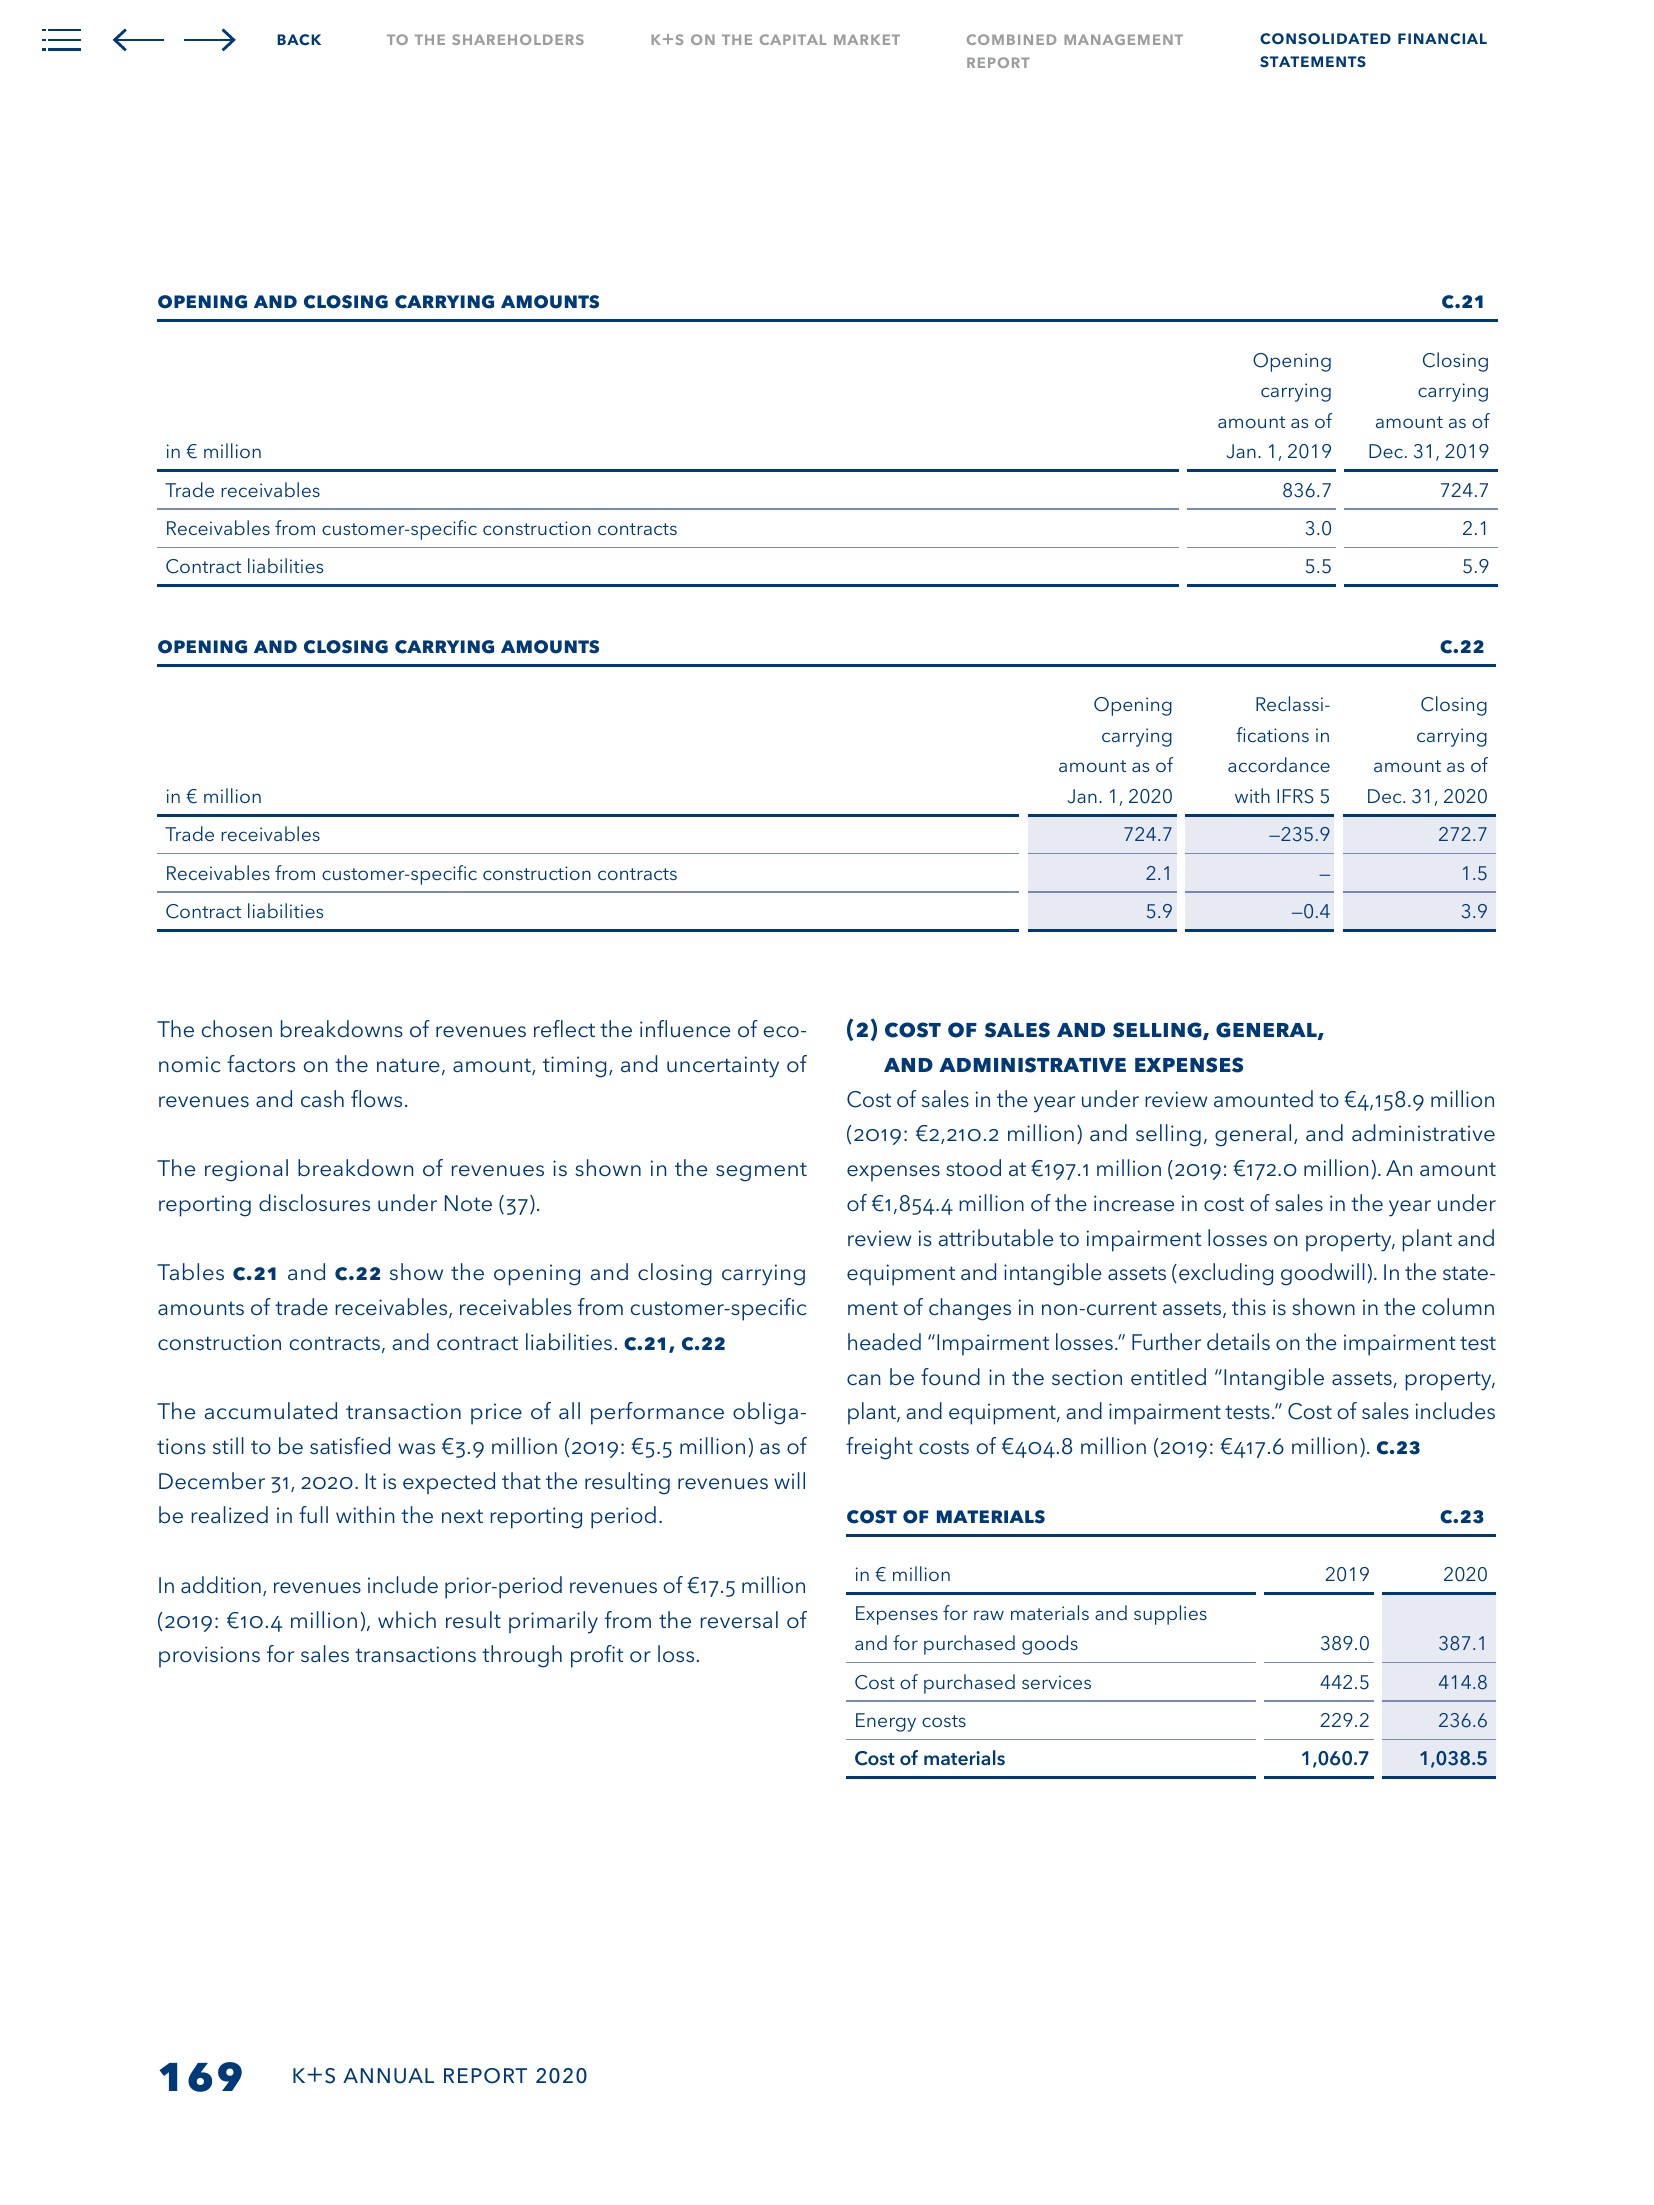 BACK
TO THE SHAREHOLDERS
K+S ON THE CAPITAL MARKET
COMBINED MANAGEMENT
REPORT
CONSOLIDATED FINANCIAL
STATEMENTS
OPENING AND CLOSING CARRYING AMOUNTS C.21
in € million
Opening
carrying
amount as of
Jan. 1, 2019
Closing
carrying
amount as of
Dec. 31, 2019
Trade receivables 836.7 724.7
Receivables from customer-specific construction contracts 3.0 2.1
Contract liabilities 5.5 5.9
OPENING AND CLOSING CARRYING AMOUNTS C.22
in € million
Opening
carrying
amount as of
Jan. 1, 2020
Reclassi-
fications in
accordance
with IFRS 5
Closing
carrying
amount as of
Dec. 31, 2020
Trade receivables 724.7 –235.9 272.7
Receivables from customer-specific construction contracts 2.1 – 1.5
Contract liabilities 5.9 –0.4 3.9
The chosen breakdowns of revenues reflect the influence of eco-
nomic factors on the nature, amount, timing, and uncertainty of
revenues and cash flows.
The regional breakdown of revenues is shown in the segment
reporting disclosures under Note (37).
Tables C.21 and C.22 show the opening and closing carrying
amounts of trade receivables, receivables from customer-specific
construction contracts, and contract liabilities. C.21, C.22
The accumulated transaction price of all performance obliga-
tions still to be satisfied was €3.9 million (2019: €5.5 million) as of
December 31, 2020. It is expected that the resulting revenues will
be realized in full within the next reporting period.
In addition, revenues include prior-period revenues of €17.5 million
(2019: €10.4 million), which result primarily from the reversal of
provisions for sales transactions through profit or loss.
(2) COST OF SALES AND SELLING, GENERAL,
AND ADMINISTRATIVE EXPENSES
Cost of sales in the year under review amounted to €4,158.9 million
(2019: €2,210.2 million) and selling, general, and administrative
expenses stood at €197.1 million (2019: €172.0 million). An amount
of €1,854.4 million of the increase in cost of sales in the year under
review is attributable to impairment losses on property, plant and
equipment and intangible assets (excluding goodwill). In the state-
ment of changes in non-current assets, this is shown in the column
headed “Impairment losses.” Further details on the impairment test
can be found in the section entitled “Intangible assets, property,
plant, and equipment, and impairment tests.” Cost of sales includes
freight costs of €404.8 million (2019: €417.6 million). C.23
COST OF MATERIALS C.23
in € million 2019 2020
Expenses for raw materials and supplies
and for purchased goods 389.0 387.1
Cost of purchased services 442.5 414.8
Energy costs 229.2 236.6
Cost of materials 1,060.7 1,038.5
169 K+S ANNUAL REPORT 2020